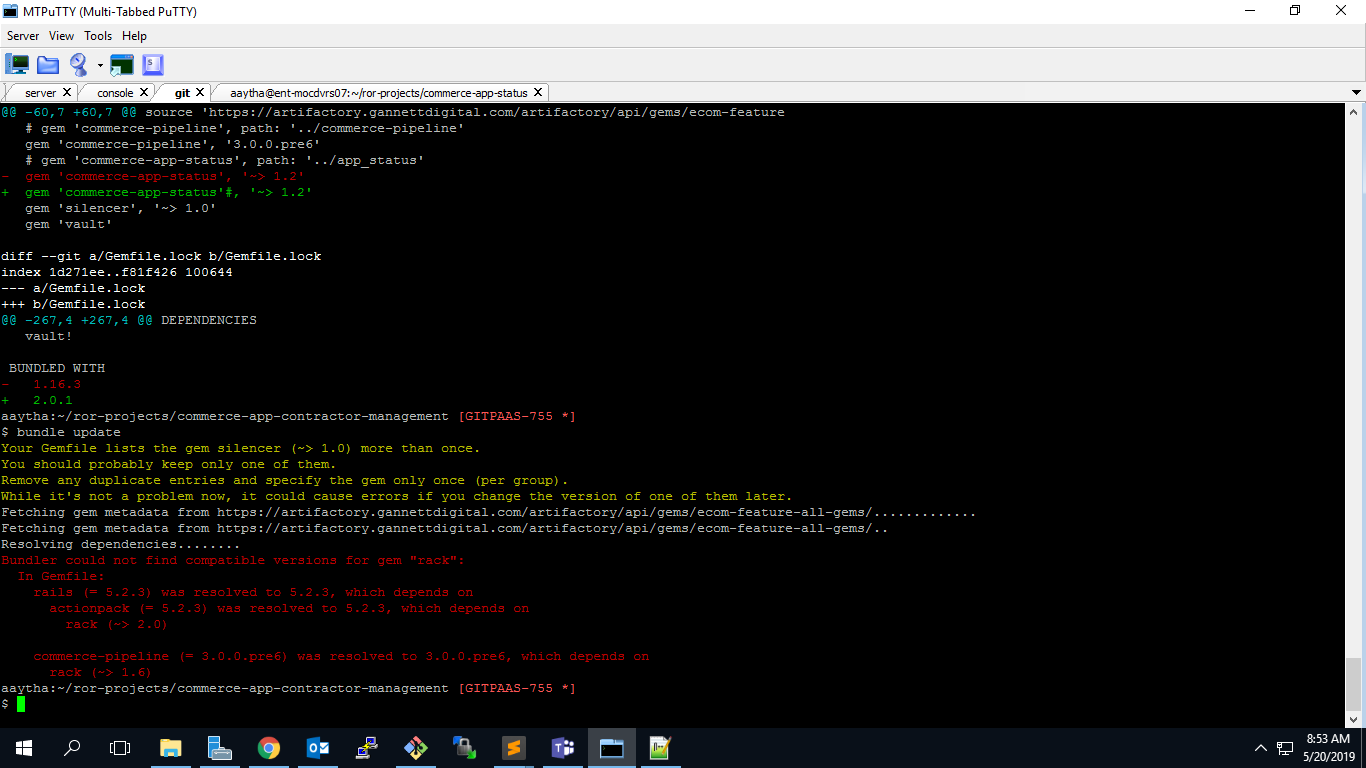 MTPuTTY (Multi-Tabbed PuTTY)
Server View Tools Help
server console git aaytha@ent-mocdvrs07:~/ror-projects/commerce-app-status
@@ -60,7 +60,7 @@ source 'https://artifactory.gannettdigital.com/artifactory/api/gems/ecom-feature
# gem 'commerce-pipeline', path: '../commerce-pipeline'
gem 'commerce-pipeline', '3.0.0.pre6'
# gem 'commerce-app-status', path: '../app_status'
- gem 'commerce-app-status', '~> 1.2'
+ gem 'commerce-app-status'#, '~> 1.2'
gem 'silencer', '~> 1.0'
gem 'vault'
diff --git a/Gemfile.lock b/Gemfile.lock
index 1d271ee..f81f426 100644
--- a/Gemfile.lock
+++ b/Gemfile.lock
@@ -267,4 +267,4 @@ DEPENDENCIES
vault!
BUNDLED WITH
- 1.16.3
+ 2.0.1
aaytha:~/ror-projects/commerce-app-contractor-management [GITPAAS-755 *]
$ bundle update
Your Gemfile lists the gem silencer (~> 1.0) more than once.
You should probably keep only one of them.
Remove any duplicate entries and specify the gem only once (per group).
While it's not a problem now, it could cause errors if you change the version of one of them later.
Fetching gem metadata from https://artifactory.gannettdigital.com/artifactory/api/gems/ecom-feature-all-gems/.............
Fetching gem metadata from https://artifactory.gannettdigital.com/artifactory/api/gems/ecom-feature-all-gems/..
Resolving dependencies........
Bundler could not find compatible versions for gem "rack":
In Gemfile:
rails (= 5.2.3) was resolved to 5.2.3, which depends on
actionpack (= 5.2.3) was resolved to 5.2.3, which depends on
rack (~> 2.0)
commerce-pipeline (= 3.0.0.pre6) was resolved to 3.0.0.pre6, which depends on
rack (~> 1.6)
aaytha:~/ror-projects/commerce-app-contractor-management [GITPAAS-755 *]
$
8:53 AM
5/20/2019